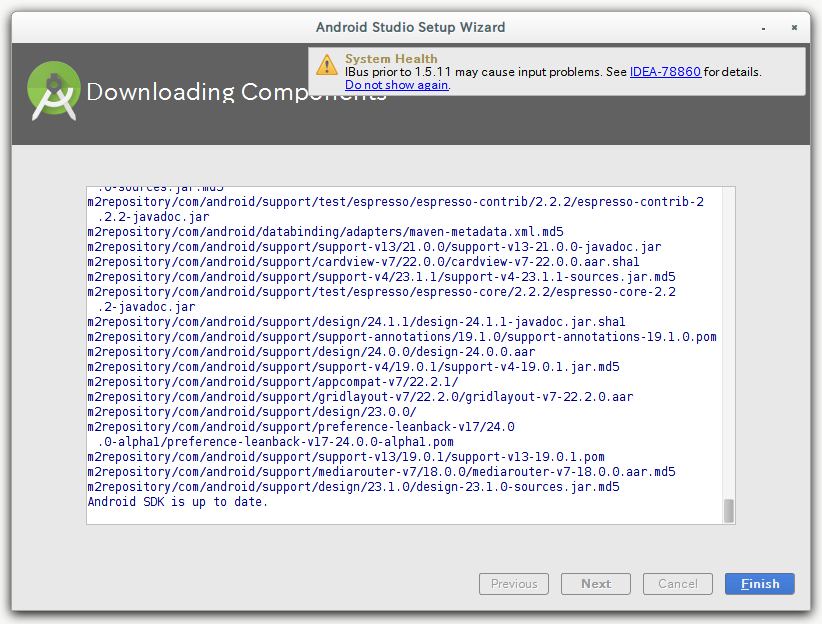 Android Studio Setup Wizard
System Health
IBus prior to 1.5.11 may cause input problems. See IDEA-78860 for details.
Do not show again.
Downloading Components
.0-sources.jar.md5
m2repository/com/android/support/test/espresso/espresso-contrib/2.2.2/espresso-contrib-2
.2.2-javadoc.jar
m2repository/com/android/databinding/adapters/maven-metadata.xml.md5
m2repository/com/android/support/support-v13/21.0.0/support-v13-21.0.0-javadoc.jar
m2repository/com/android/support/cardview-v7/22.0.0/cardview-v7-22.0.0.aar.sha1
m2repository/com/android/support/support-v4/23.1.1/support-v4-23.1.1-sources.jar.md5
m2repository/com/android/support/test/espresso/espresso-core/2.2.2/espresso-core-2.2
.2-javadoc.jar
m2repository/com/android/support/design/24.1.1/design-24.1.1-javadoc.jar.sha1
m2repository/com/android/support/support-annotations/19.1.0/support-annotations-19.1.0.pom
m2repository/com/android/support/design/24.0.0/design-24.0.0.aar
m2repository/com/android/support/support-v4/19.0.1/support-v4-19.0.1.jar.md5
m2repository/com/android/support/appcompat-v7/22.2.1/
m2repository/com/android/support/gridlayout-v7/22.2.0/gridlayout-v7-22.2.0.aar
m2repository/com/android/support/design/23.0.0/
m2repository/com/android/support/preference-leanback-v17/24.0
.0-alpha1/preference-leanback-v17-24.0.0-alpha1.pom
m2repository/com/android/support/support-v13/19.0.1/support-v13-19.0.1.pom
m2repository/com/android/support/mediarouter-v7/18.0.0/mediarouter-v7-18.0.0.aar.md5
m2repository/com/android/support/design/23.1.0/design-23.1.0-sources.jar.md5
Android SDK is up to date.
Previous
Next
Cancel
Finish